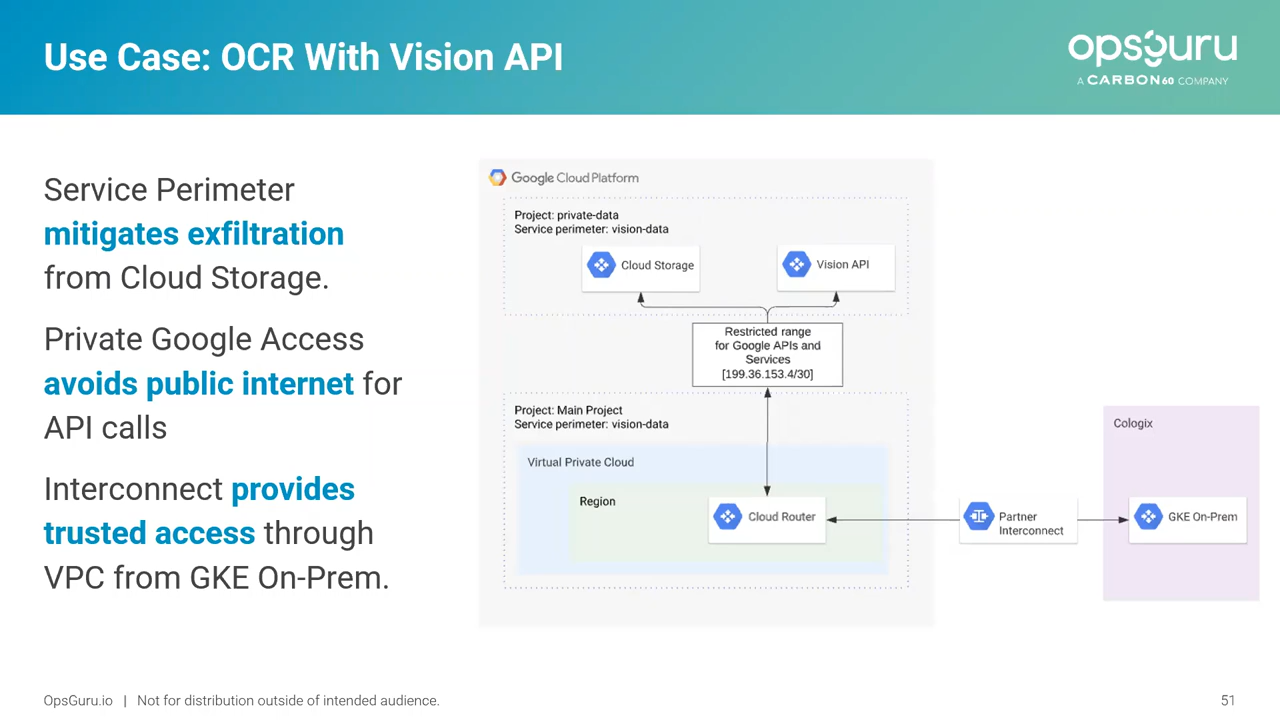 Use Case: OCR With Vision API
opsguru
A CARBON60 COMPANY
Service Perimeter
mitigates exfiltration
from Cloud Storage.
Private Google Access
avoids public internet for
API calls
Interconnect provides
trusted access through
VPC from GKE On-Prem.
Google Cloud Platform
Project: private-data
Service perimeter: vision-data
Cloud Storage
Vision API
Restricted range
for Google APIs and
Services
[199.36.153.4/30]
Project: Main Project
Service perimeter: vision-data
Virtual Private Cloud
Region
Cloud Router
Partner
Interconnect
Cologix
GKE On-Prem
OpsGuru.io | Not for distribution outside of intended audience.
51